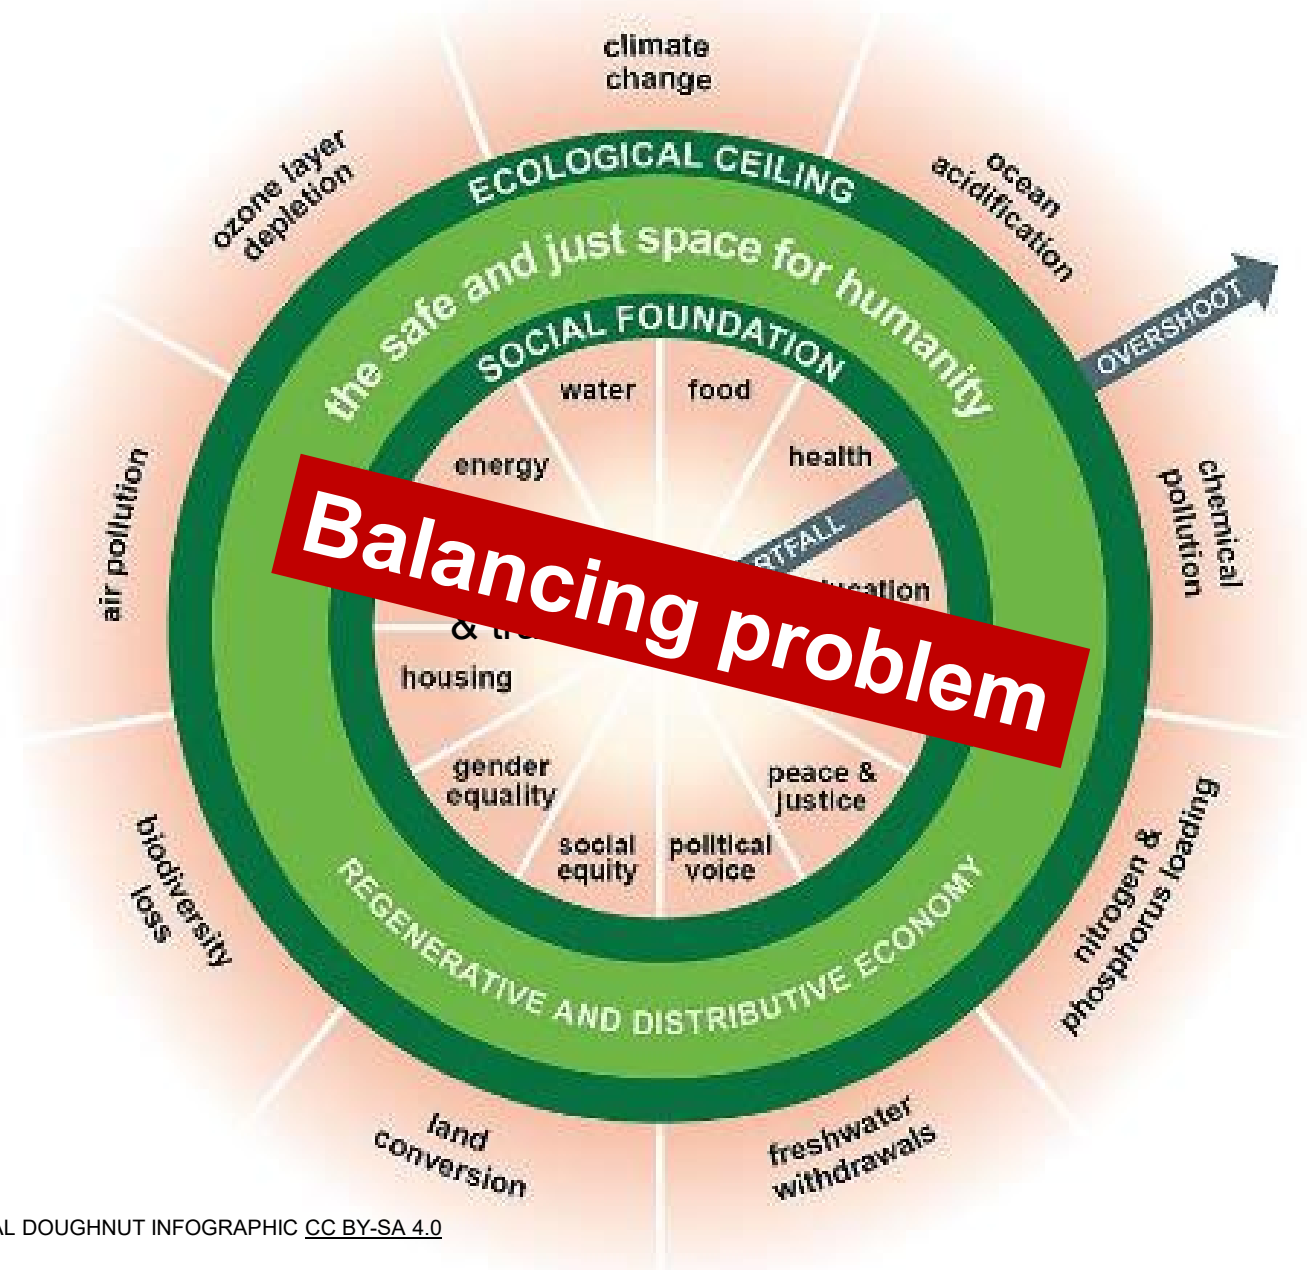 climate
change
ozone layer
depletion
ocean
acidification
ECOLOGICAL CEILING
the safe and just space for humanity
SOCIAL FOUNDATION
OVERSHOOT
water
food
energy
health
air pollution
chemical
pollution
Balancing problem
&
housing
gender
equality
peace &
justice
social
equity
political
voice
biodiversity
loss
nitrogen &
phosphorus loading
REGENERATIVE AND DISTRIBUTIVE ECONOMY
land
conversion
freshwater
withdrawals
DOUGHNUT INFOGRAPHIC CC BY-SA 4.0